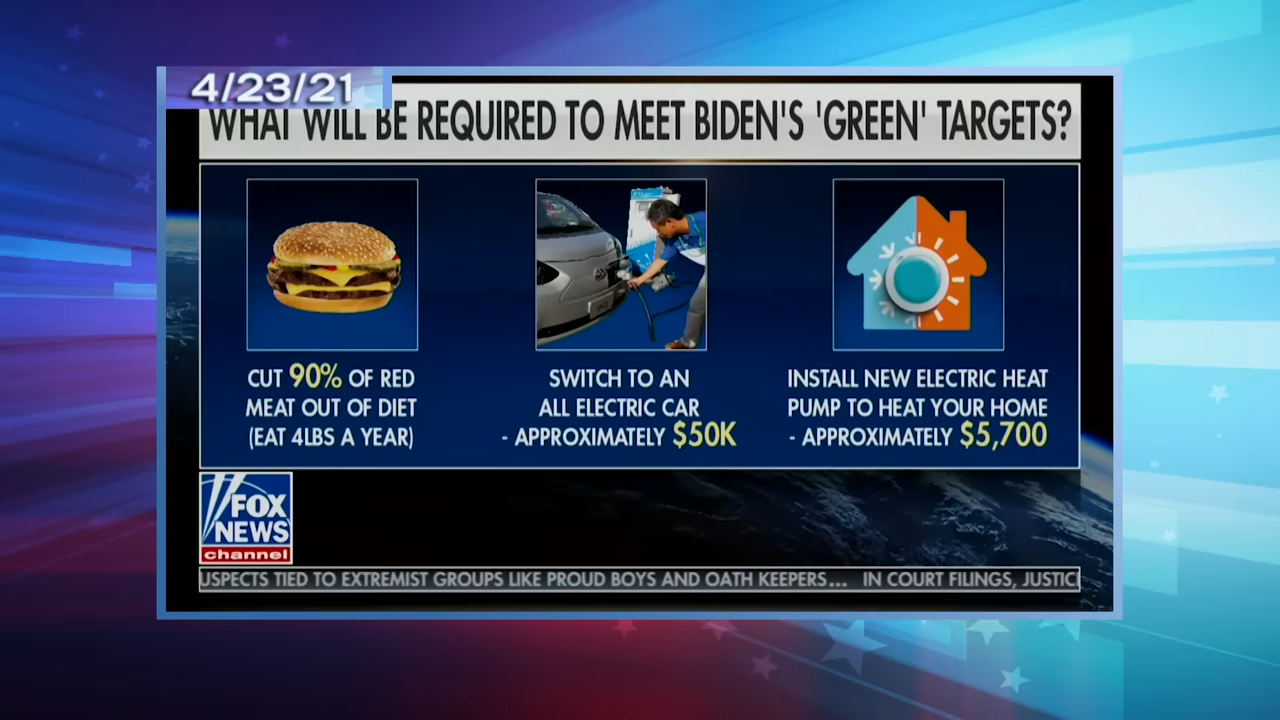 4/23/21
WHAT WILL BE REQUIRED TO MEET BIDEN'S 'GREEN' TARGETS?
CUT 90% OF RED
MEAT OUT OF DIET
(EAT 4LBS A YEAR)
SWITCH TO AN
ALL ELECTRIC CAR
- APPROXIMATELY $50K
INSTALL NEW ELECTRIC HEAT
PUMP TO HEAT YOUR HOME
- APPROXIMATELY $5,700
FOX
NEWS
channel
USPECTS TIED TO EXTREMIST GROUPS LIKE PROUD BOYS AND OATH KEEPERS... IN COURT FILINGS, JUSTIC